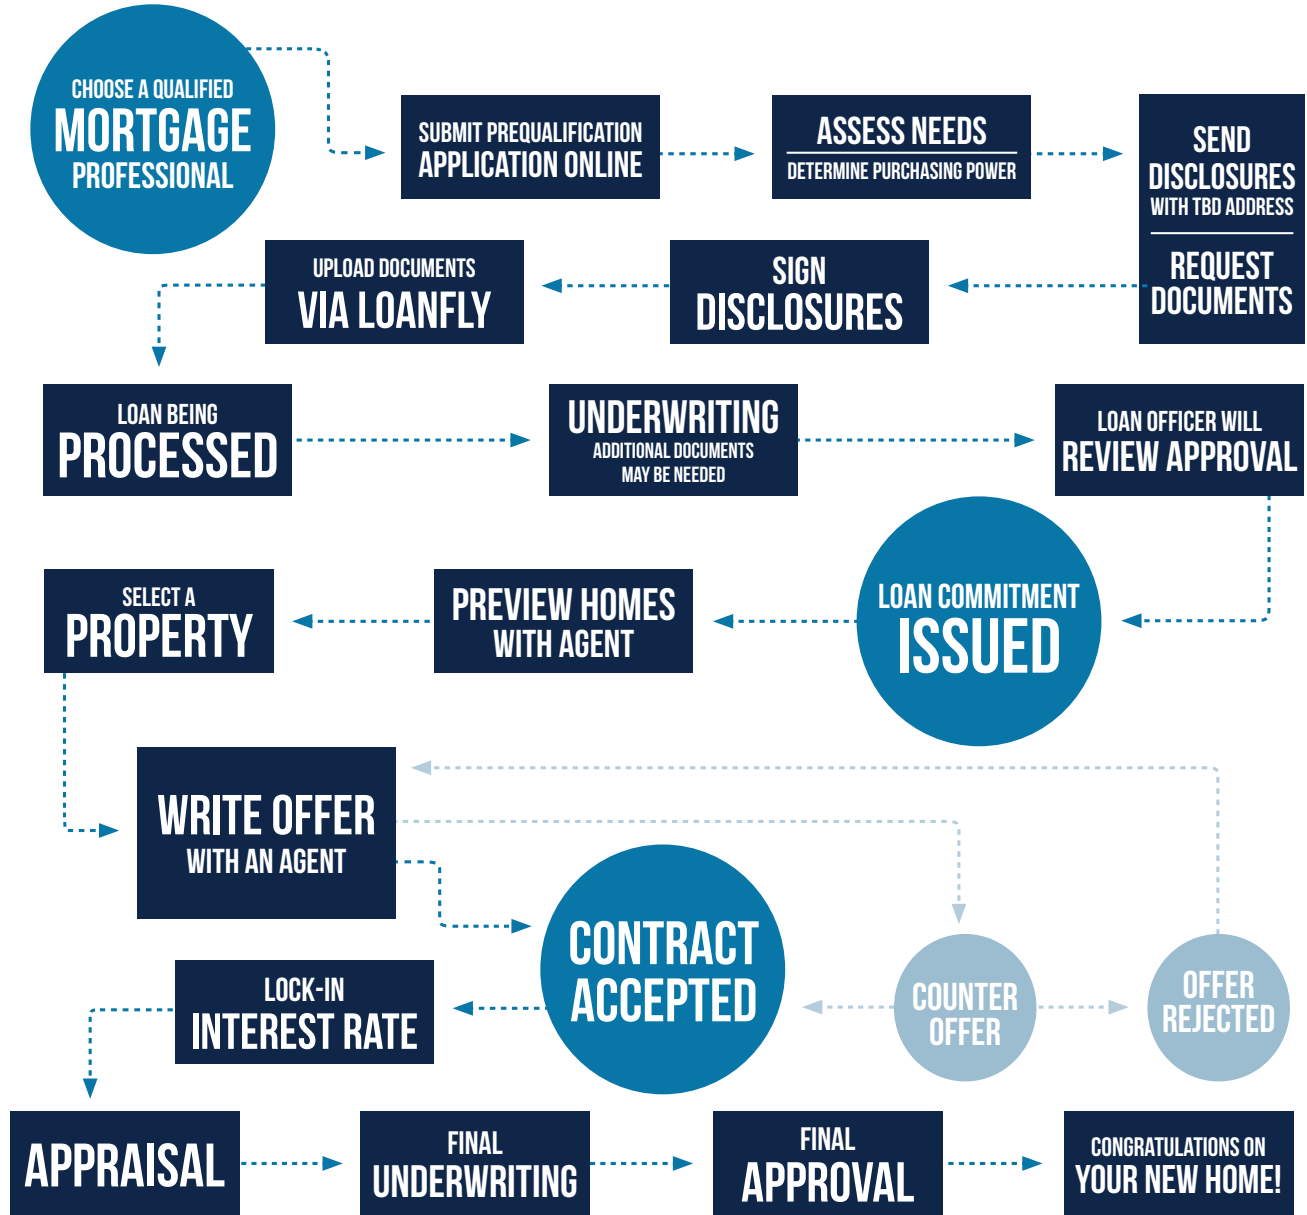 CHOOSE A QUALIFIED
MORTGAGE
PROFESSIONAL
SUBMIT PREQUALIFICATION
APPLICATION ONLINE
ASSESS NEEDS
DETERMINE PURCHASING POWER
SEND
DISCLOSURES
WITH TBD ADDRESS
REQUEST
DOCUMENTS
SIGN
DISCLOSURES
UPLOAD DOCUMENTS
VIA LOANFLY
LOAN BEING
PROCESSED
UNDERWRITING
ADDITIONAL DOCUMENTS
MAY BE NEEDED
LOAN OFFICER WILL
REVIEW APPROVAL
LOAN COMMITMENT
ISSUED
PREVIEW HOMES
WITH AGENT
SELECT A
PROPERTY
WRITE OFFER
WITH AN AGENT
CONTRACT
ACCEPTED
COUNTER
OFFER
OFFER
REJECTED
LOCK-IN
INTEREST RATE
APPRAISAL
FINAL
UNDERWRITING
FINAL
APPROVAL
CONGRATULATIONS ON
YOUR NEW HOME!